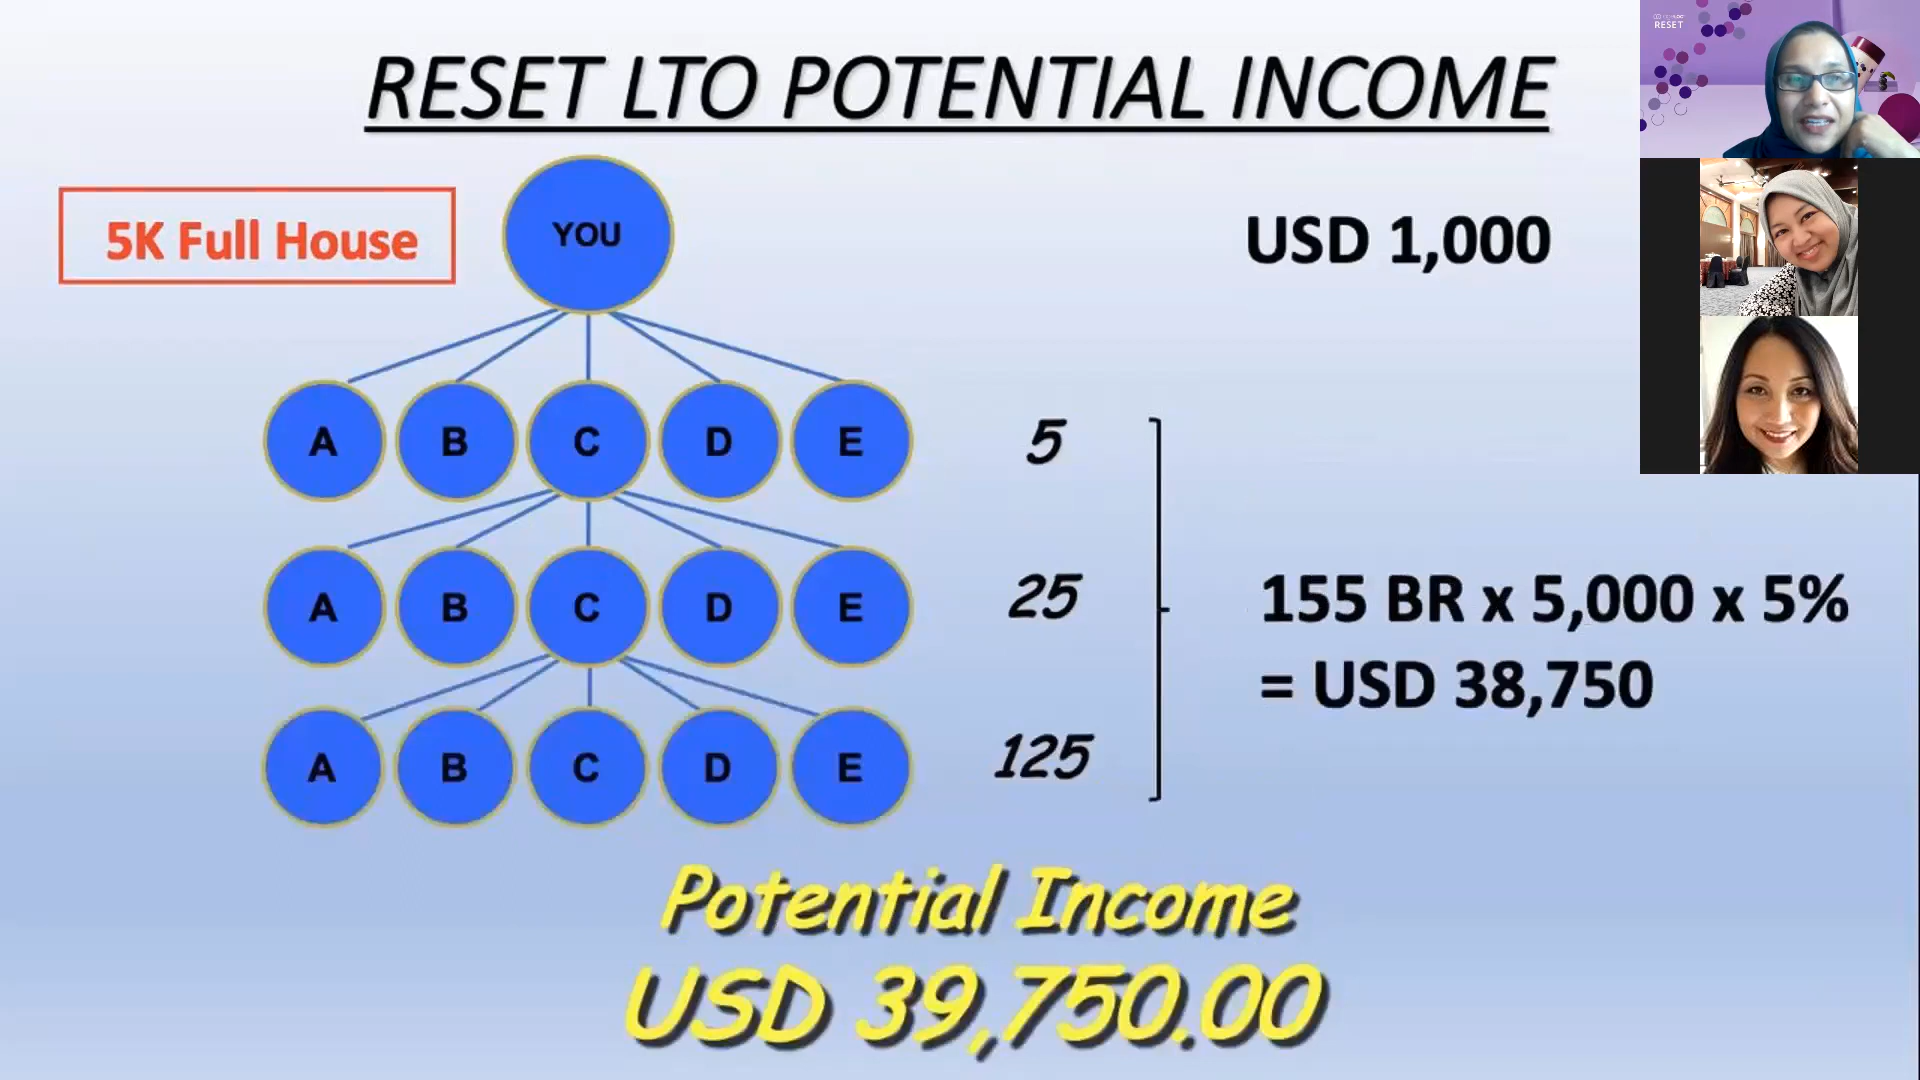 RESET LTO POTENTIAL INCOME
RESET
5K Full House
YOU
USD 1,000
A B C D E
5
A B C D E
25
155 BR x 5,000 x 5%
= USD 38,750
A B C D E
125
Potential Income
USD 39,750.00